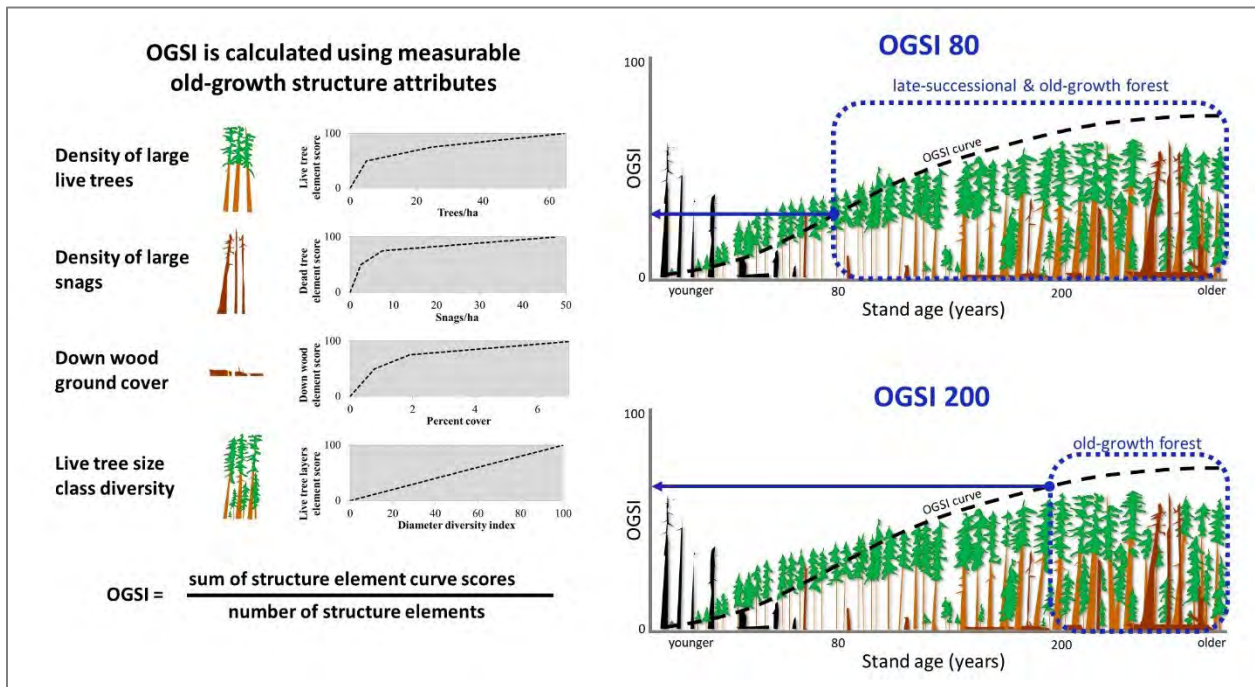 OGSI is calculated using measurable
old-growth structure attributes
Density of large
live trees
Live tree
element score
100
0
0
20
40
60
Trees/ha
Density of large
snags
Dead tree
element score
100
0
0
10
20
30
40
50
Snags/ha
Down wood
ground cover
Down wood
element score
100
0
0
2
4
6
Percent cover
Live tree size
class diversity
Live tree layers
element score
100
0
0
20
40
60
80
100
Diameter diversity index
OGSI =
sum of structure element curve scores
number of structure elements
OGSI 80
100
late-successional & old-growth forest
OGSI curve
OGSI
0
younger
80
200
older
Stand age (years)
OGSI 200
100
old-growth forest
OGSI curve
OGSI
0
younger
80
200
older
Stand age (years)